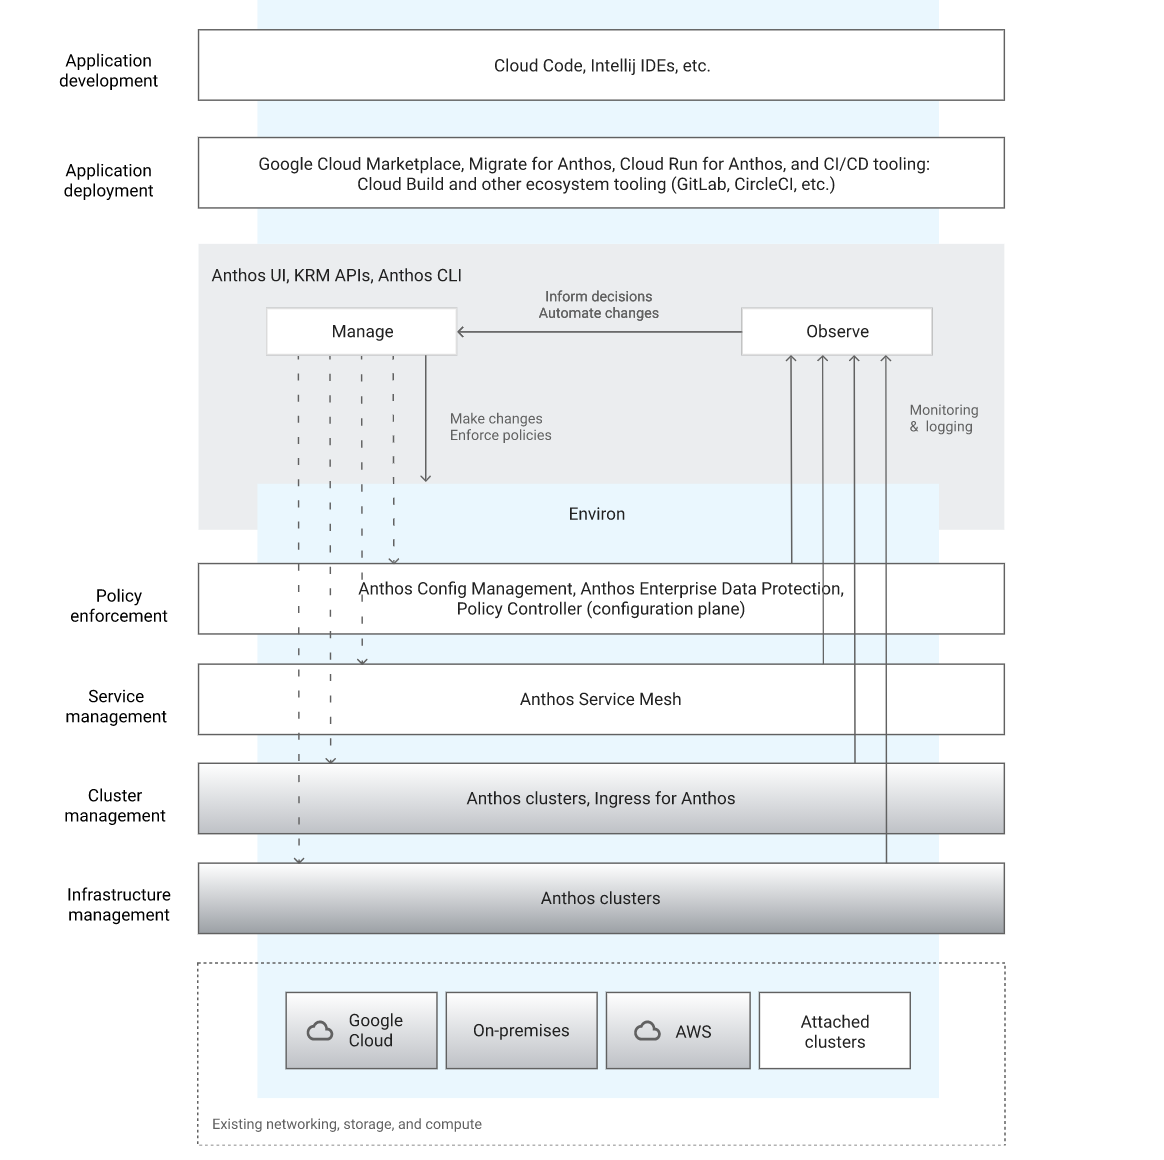 Application
development
Cloud Code, Intellij IDEs, etc.
Application
deployment
Google Cloud Marketplace, Migrate for Anthos, Cloud Run for Anthos, and CI/CD tooling:
Cloud Build and other ecosystem tooling (GitLab, CircleCI, etc.)
Anthos UI, KRM APIs, Anthos CLI
Manage
Inform decisions
Automate changes
Observe
Make changes
Enforce policies
Monitoring
& logging
Environ
Policy
enforcement
Anthos Config Management, Anthos Enterprise Data Protection,
Policy Controller (configuration plane)
Service
management
Anthos Service Mesh
Cluster
management
Anthos clusters, Ingress for Anthos
Infrastructure
management
Anthos clusters
Google
Cloud
On-premises
AWS
Attached
clusters
Existing networking, storage, and compute